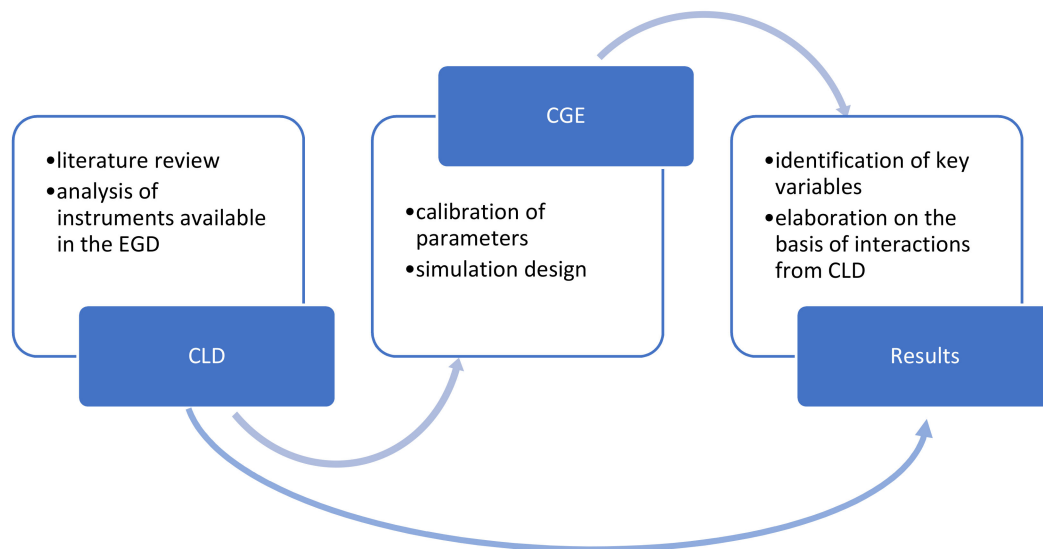 •literature review
•analysis of
instruments available
in the EGD
CLD
CGE
•calibration of
parameters
•simulation design
•identification of key
variables
•elaboration on the
basis of interactions
from CLD
Results